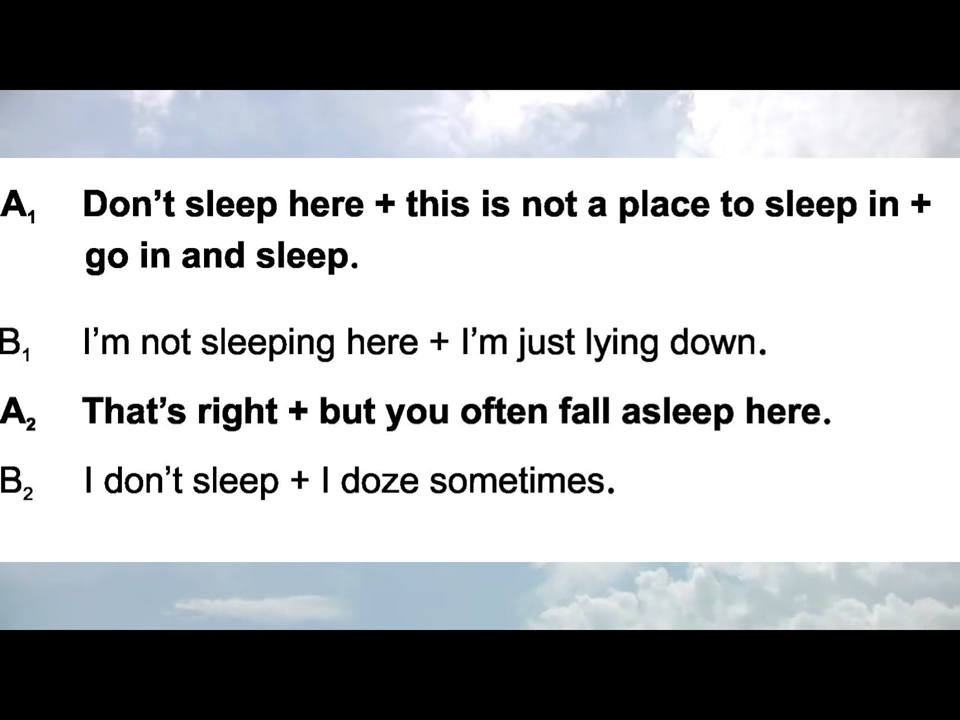 A₁ Don’t sleep here + this is not a place to sleep in +
go in and sleep.
B₁ I’m not sleeping here + I’m just lying down.
A₂ That’s right + but you often fall asleep here.
B₂ I don’t sleep + I doze sometimes.